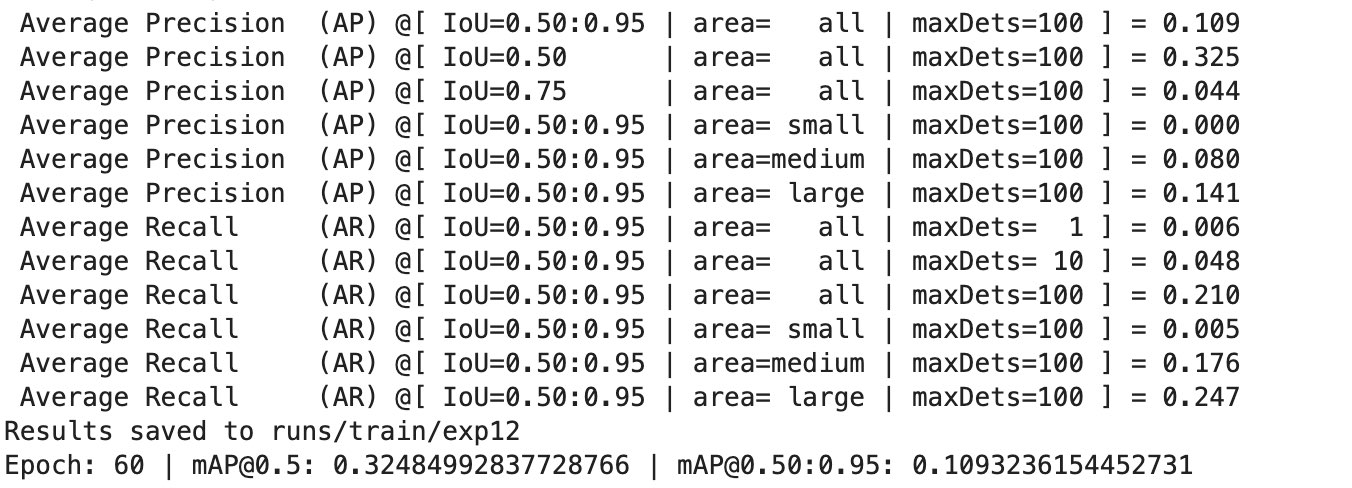 Average Precision  (AP) @[ IoU=0.50:0.95 | area=   all | maxDets=100 ] = 0.109
Average Precision  (AP) @[ IoU=0.50      | area=   all | maxDets=100 ] = 0.325
Average Precision  (AP) @[ IoU=0.75      | area=   all | maxDets=100 ] = 0.044
Average Precision  (AP) @[ IoU=0.50:0.95 | area= small | maxDets=100 ] = 0.000
Average Precision  (AP) @[ IoU=0.50:0.95 | area=medium | maxDets=100 ] = 0.080
Average Precision  (AP) @[ IoU=0.50:0.95 | area= large | maxDets=100 ] = 0.141
Average Recall     (AR) @[ IoU=0.50:0.95 | area=   all | maxDets=  1 ] = 0.006
Average Recall     (AR) @[ IoU=0.50:0.95 | area=   all | maxDets= 10 ] = 0.048
Average Recall     (AR) @[ IoU=0.50:0.95 | area=   all | maxDets=100 ] = 0.210
Average Recall     (AR) @[ IoU=0.50:0.95 | area= small | maxDets=100 ] = 0.005
Average Recall     (AR) @[ IoU=0.50:0.95 | area=medium | maxDets=100 ] = 0.176
Average Recall     (AR) @[ IoU=0.50:0.95 | area= large | maxDets=100 ] = 0.247
Results saved to runs/train/exp12
Epoch: 60 | mAP@0.5: 0.32484992837728766 | mAP@0.50:0.95: 0.1093236154452731